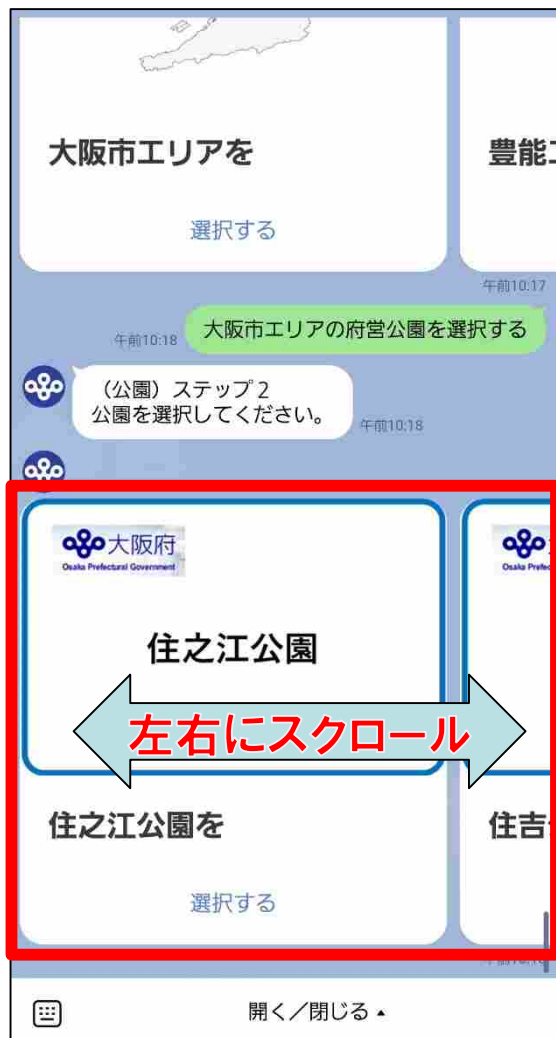 大阪市エリアを
選択する
豊能
午前10:17
午前10:18
大阪市エリアの府営公園を選択する
（公園）ステップ2
公園を選択してください。
午前10:18
大阪府
Osaka Prefectural Government
Osaka
住之江公園
左右にスクロール
住之江公園を
選択する
住吉
開く／閉じる▲